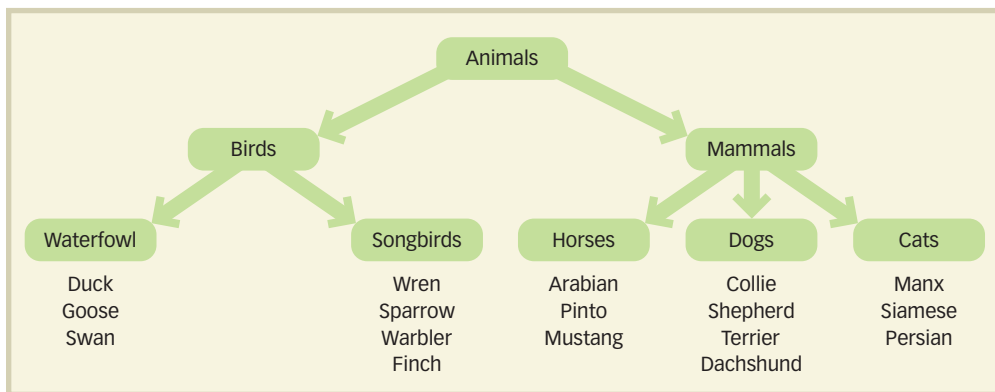 Animals
Birds
Mammals
Waterfowl
Songbirds
Horses
Dogs
Cats
Duck
Goose
Swan
Wren
Sparrow
Warbler
Finch
Arabian
Pinto
Mustang
Collie
Shepherd
Terrier
Dachshund
Manx
Siamese
Persian